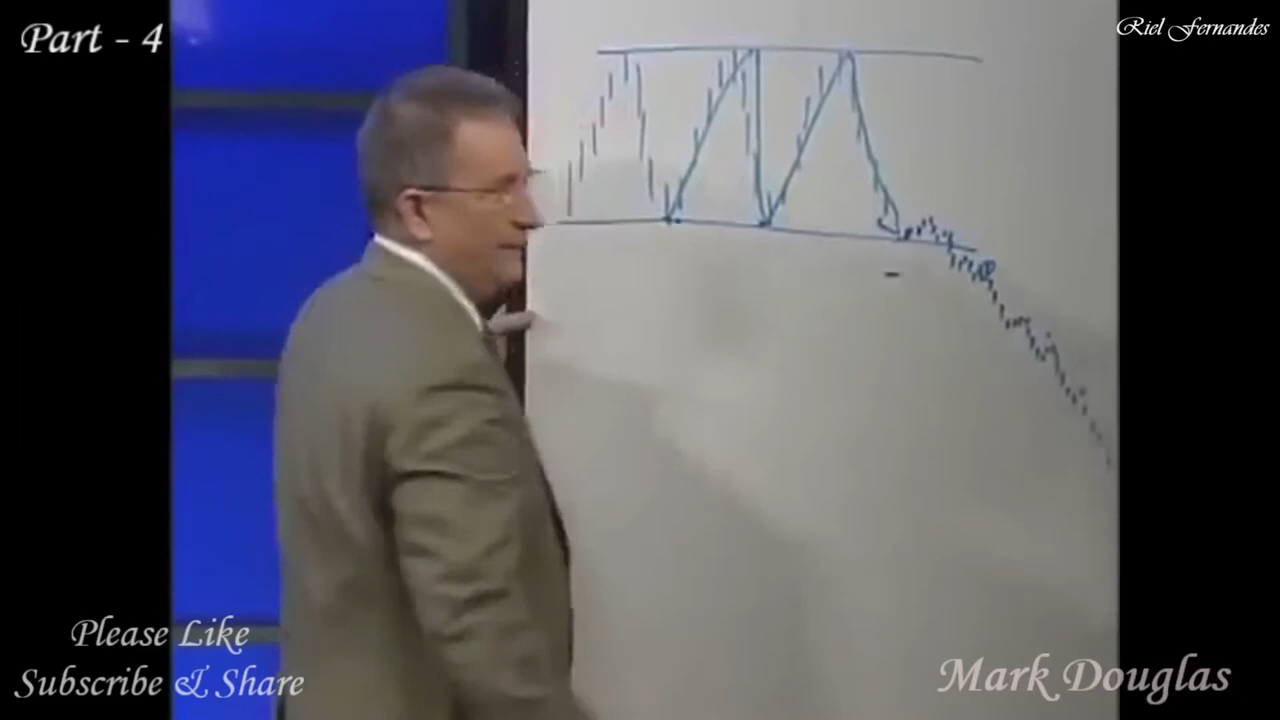 Part - 4
Riel Fernandes
Please Like
Subscribe & Share
Mark Douglas